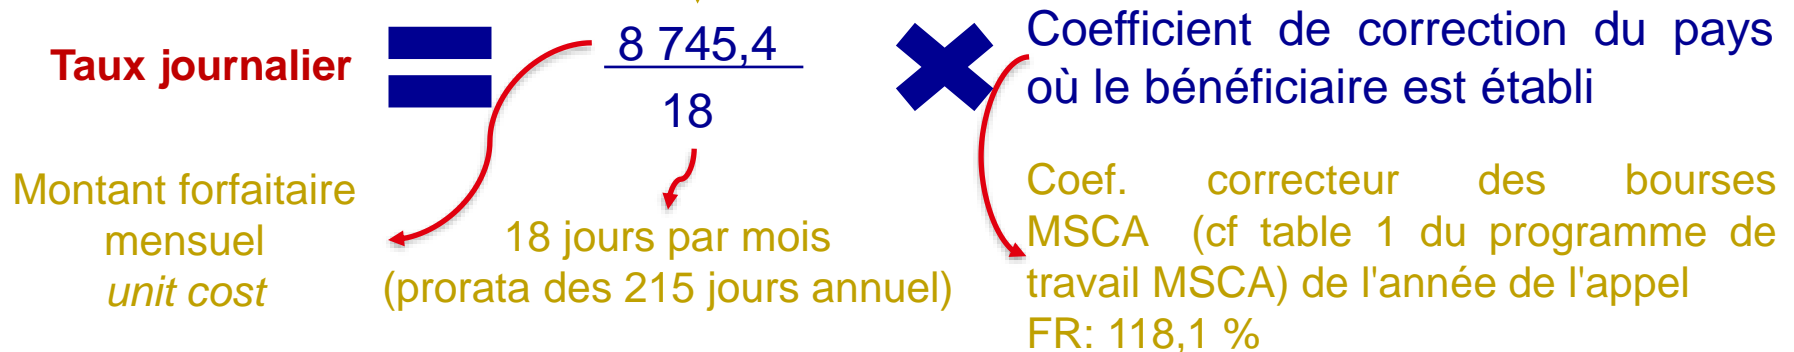 Taux journalier
8 745,4
18
Coefficient de correction du pays
où le bénéficiaire est établi
Montant forfaitaire
mensuel
unit cost
18 jours par mois
(prorata des 215 jours annuel)
Coef. correcteur des bourses
MSCA (cf table 1 du programme de
travail MSCA) de l'année de l'appel
FR: 118,1 %